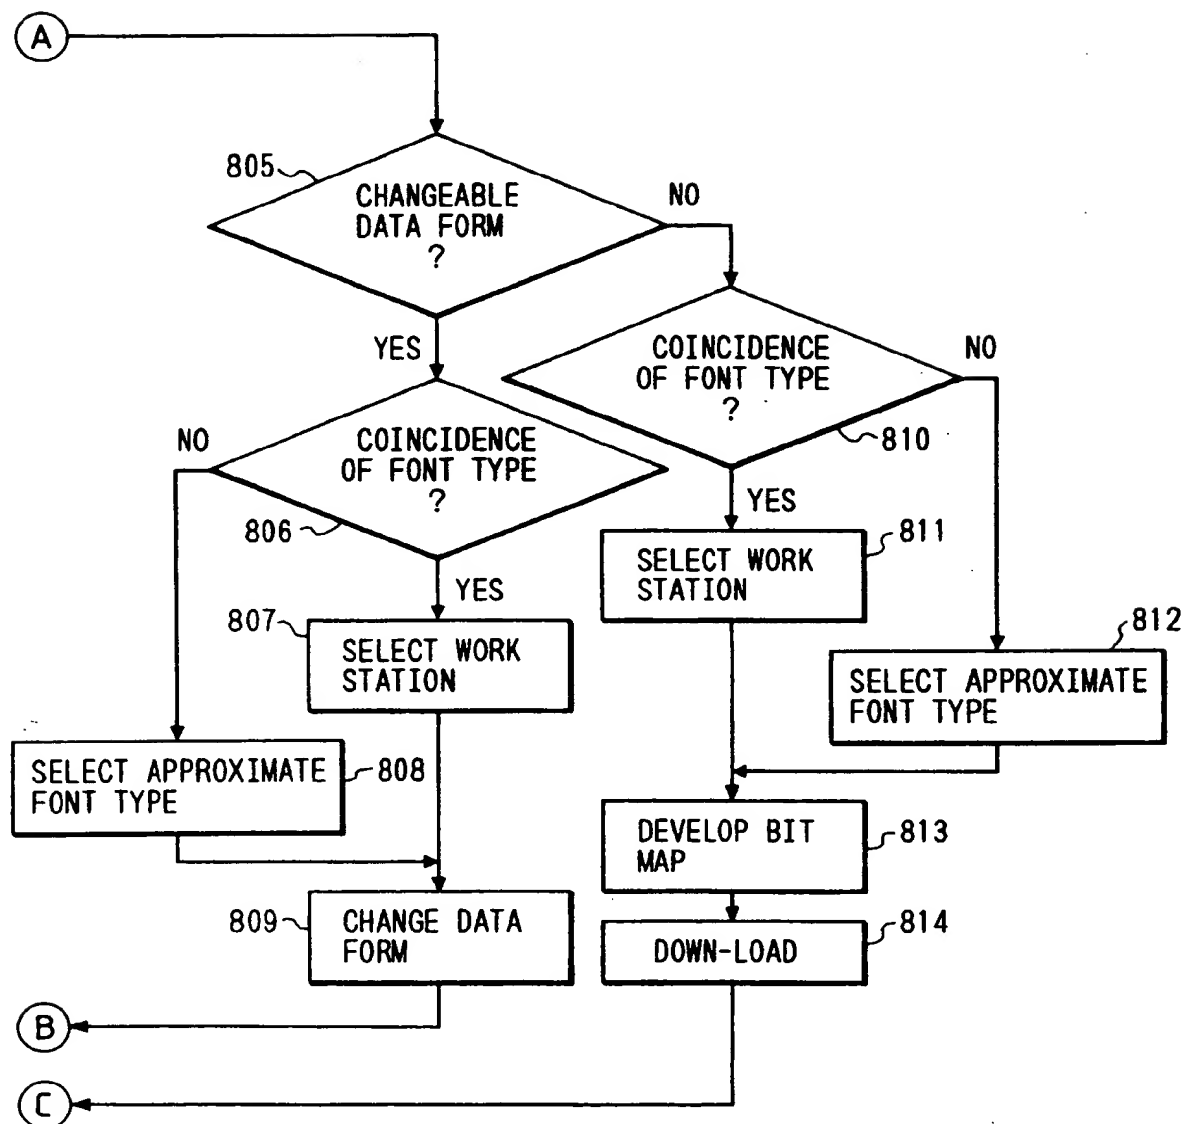 A
805
CHANGEABLE
DATA FORM
?
NO
YES
COINCIDENCE
OF FONT TYPE
?
NO
810
NO
COINCIDENCE
OF FONT TYPE
?
806
YES
YES
811
SELECT WORK
STATION
807
SELECT WORK
STATION
812
SELECT APPROXIMATE
FONT TYPE
SELECT APPROXIMATE
FONT TYPE
808
DEVELOP BIT
MAP
813
809
CHANGE DATA
FORM
DOWN-LOAD
814
B
C